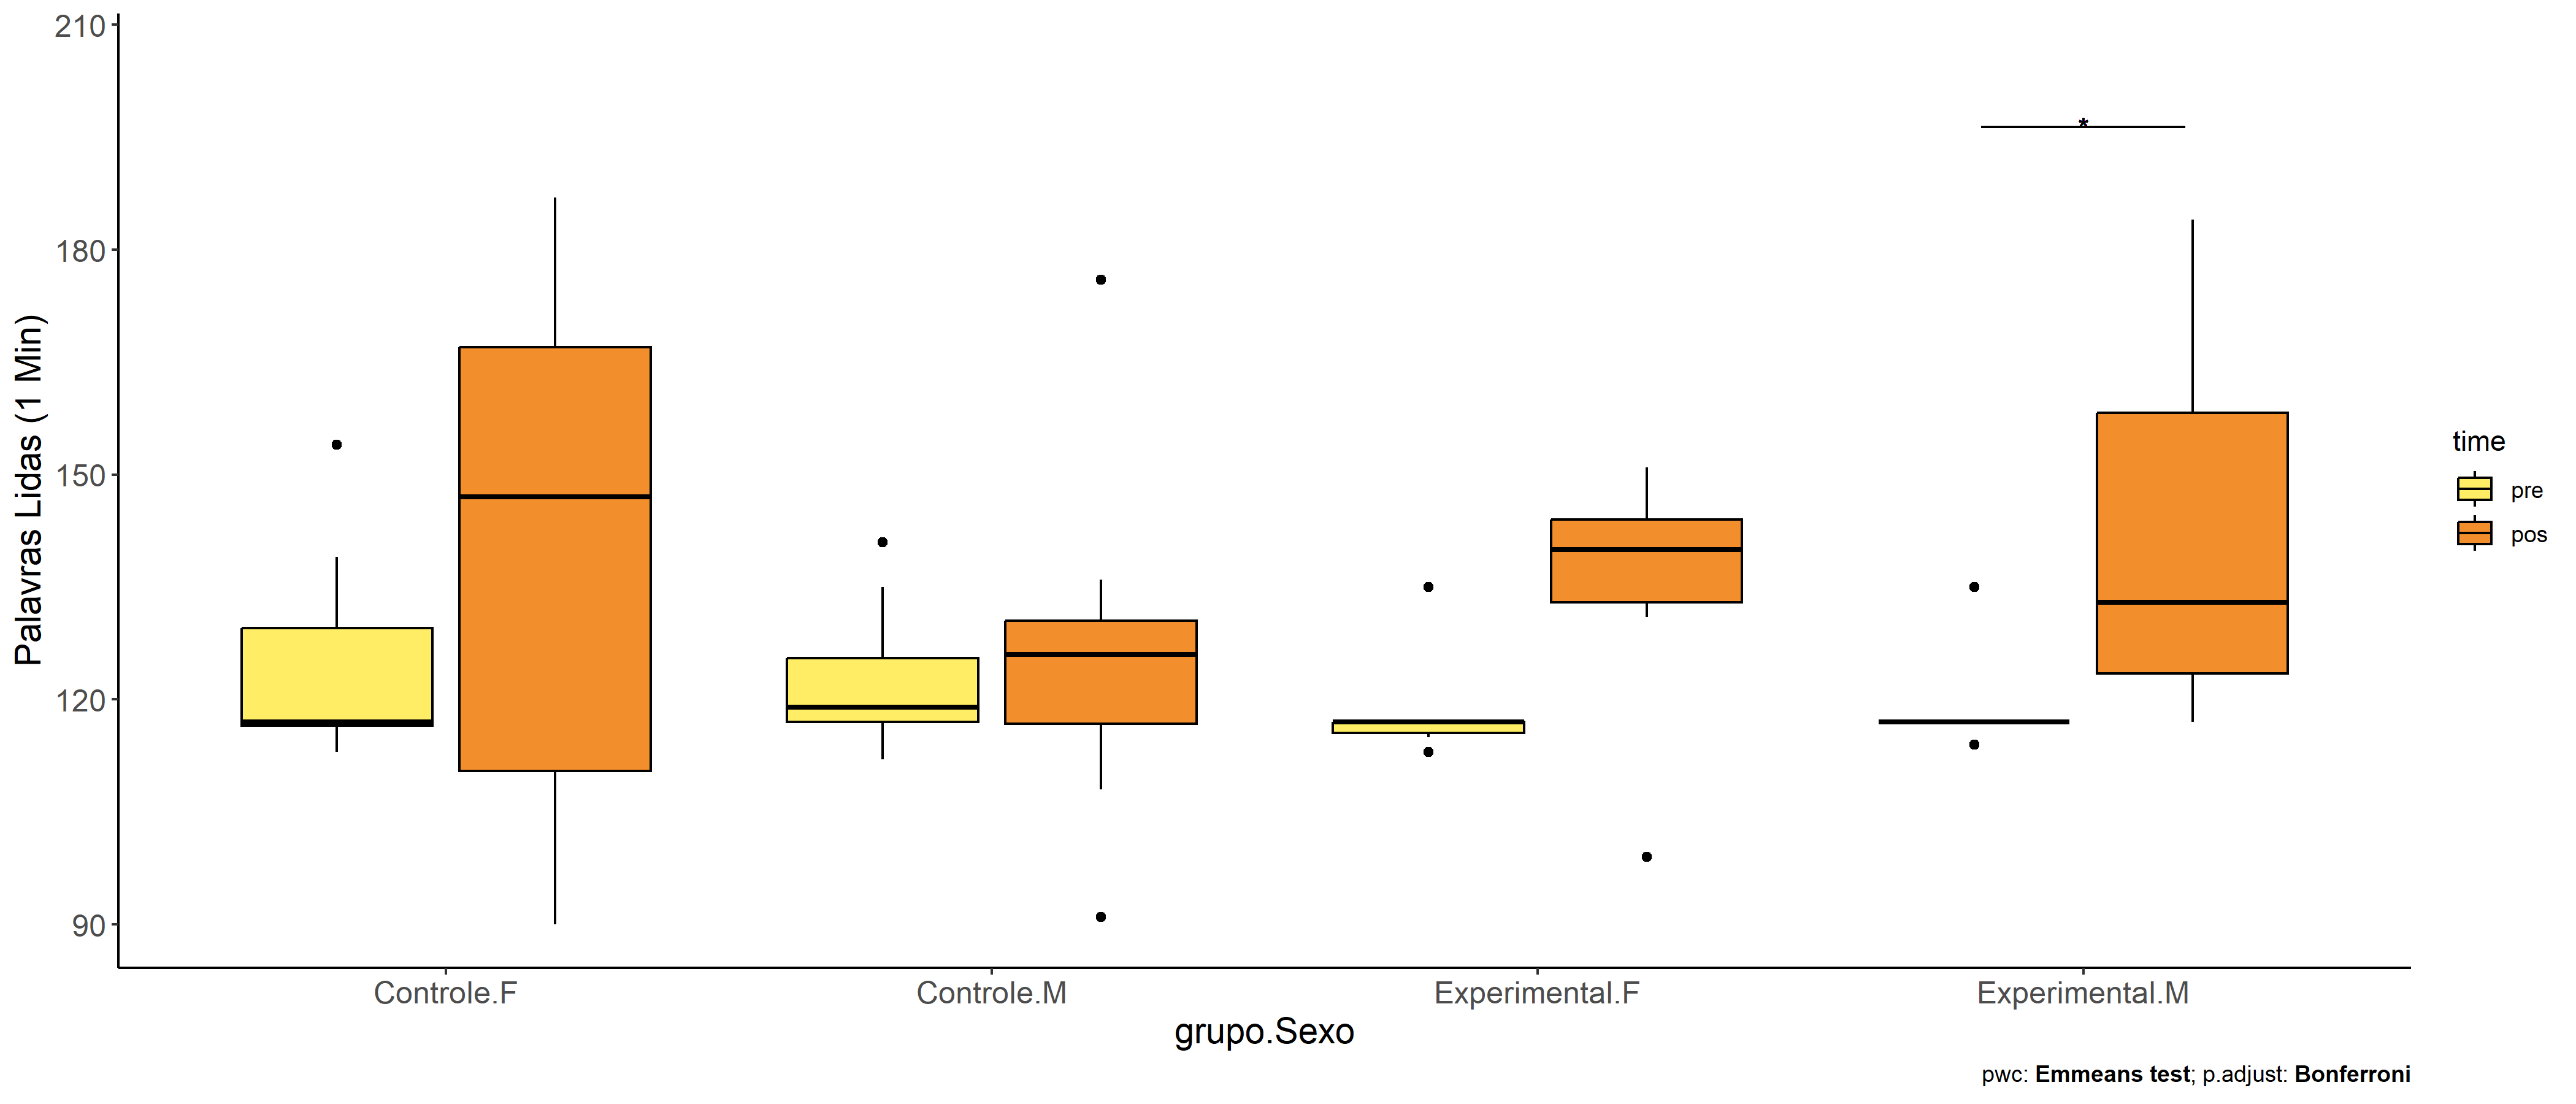 210
180
150
120
90
Palavras Lidas (1 Min)
*
Controle.F
Controle.M
Experimental.F
Experimental.M
grupo.Sexo
time
pre
pos
pwc: Emmeans test; p.adjust: Bonferroni